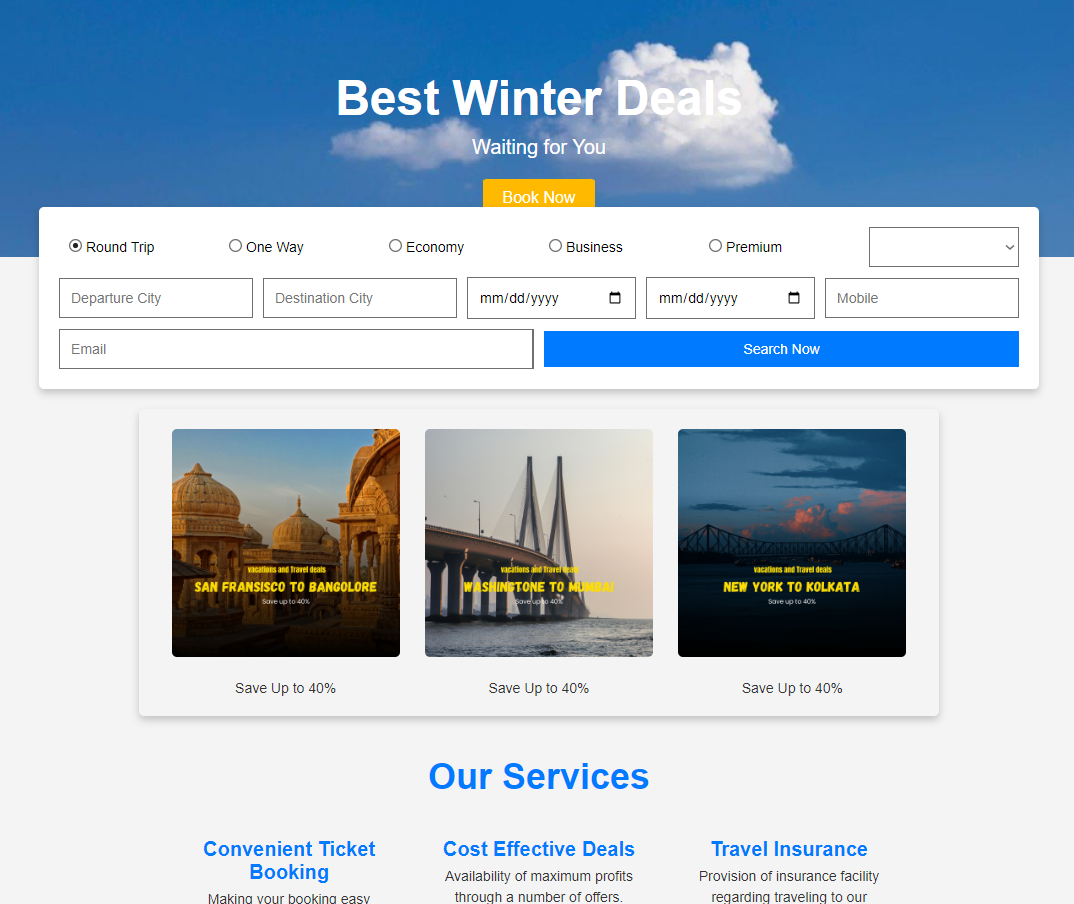 Best Winter Deals
Waiting for You
Book Now
Round Trip
One Way
Economy
Business
Premium
Departure City
Destination City
mm/dd/yyyy
mm/dd/yyyy
Mobile
Email
Search Now
vacations and Travel deals
SAN FRANSISCO TO BANGOLORE
Save up to 40%
vacations and Travel deals
WASHINGTONE TO MUMBAI
Save up to 40%
vacations and Travel deals
NEW YORK TO KOLKATA
Save up to 40%
Save Up to 40%
Save Up to 40%
Save Up to 40%
Our Services
Convenient Ticket
Booking
Making your booking easy
Cost Effective Deals
Availability of maximum profits
through a number of offers.
Travel Insurance
Provision of insurance facility
regarding traveling to our